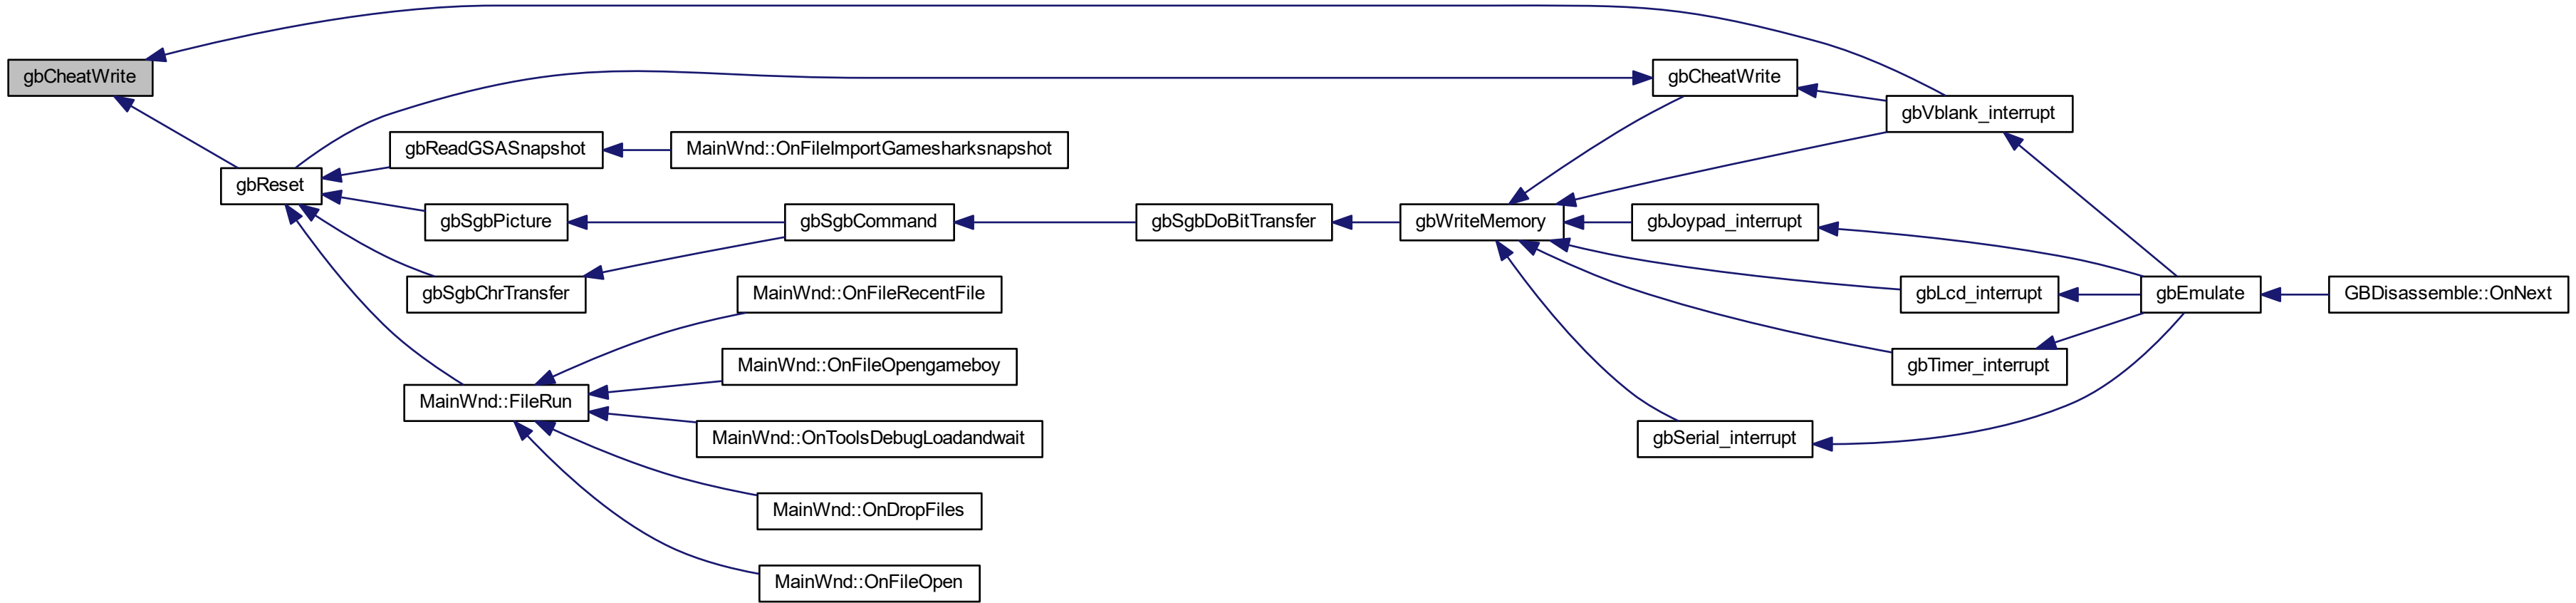 gbCheatWrite
gbReset
gbReadGSASnapshot
MainWnd::OnFileImportGamesharksnapshot
gbSgbPicture
gbSgbChrTransfer
gbSgbCommand
gbSgbDoBitTransfer
gbWriteMemory
gbCheatWrite
gbVblank_interrupt
gbJoypad_interrupt
gbLcd_interrupt
gbTimer_interrupt
gbSerial_interrupt
gbEmulate
GBDisassemble::OnNext
MainWnd::FileRun
MainWnd::OnFileRecentFile
MainWnd::OnFileOpengameboy
MainWnd::OnToolsDebugLoadandwait
MainWnd::OnDropFiles
MainWnd::OnFileOpen